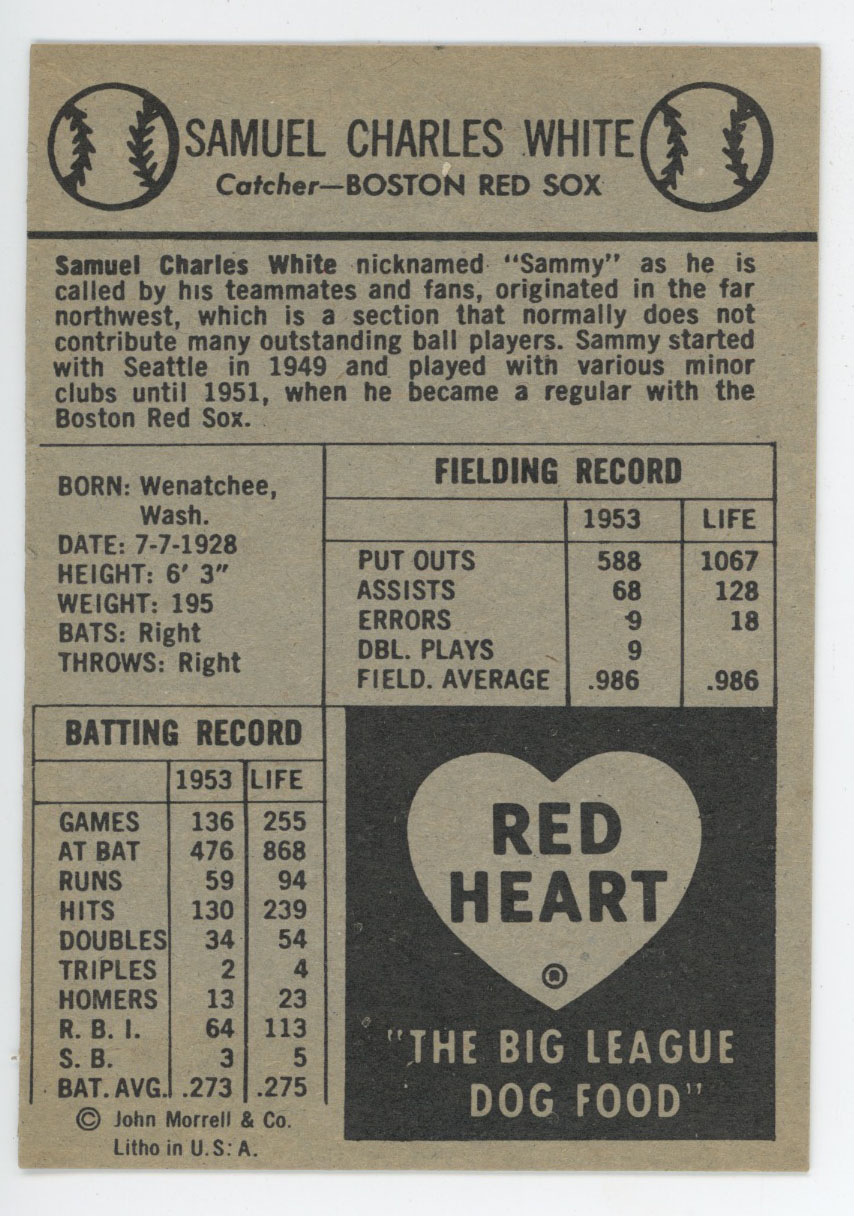 SAMUEL CHARLES WHITE
Catcher—BOSTON RED SOX
Samuel Charles White nicknamed "Sammy" as he is
called by his teammates and fans, originated in the far
northwest, which is a section that normally does not
contribute many outstanding ball players. Sammy started
with Seattle in 1949 and played with various minor
clubs until 1951, when he became a regular with the
Boston Red Sox.
BORN: Wenatchee,
Wash.
DATE: 7-7-1928
HEIGHT: 6' 3"
WEIGHT: 195
BATS: Right
THROWS: Right
FIELDING RECORD
1953 LIFE
PUT OUTS 588 1067
ASSISTS 68 128
ERRORS 9 18
DBL. PLAYS 9
FIELD. AVERAGE .986 .986
BATTING RECORD
1953 LIFE
GAMES 136 255
AT BAT 476 868
RUNS 59 94
HITS 130 239
DOUBLES 34 54
TRIPLES 2 4
HOMERS 13 23
R. B. I. 64 113
S. B. 3 5
BAT. AVG. .273 .275
© John Morrell & Co.
Litho in U.S.A.
RED
HEART
®
"THE BIG LEAGUE
DOG FOOD"